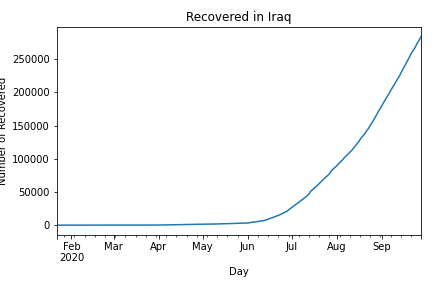 Recovered in Iraq
Number of Recovered
250000
200000
150000
100000
50000
0
Feb Mar Apr May Jun Jul Aug Sep
2020
Day